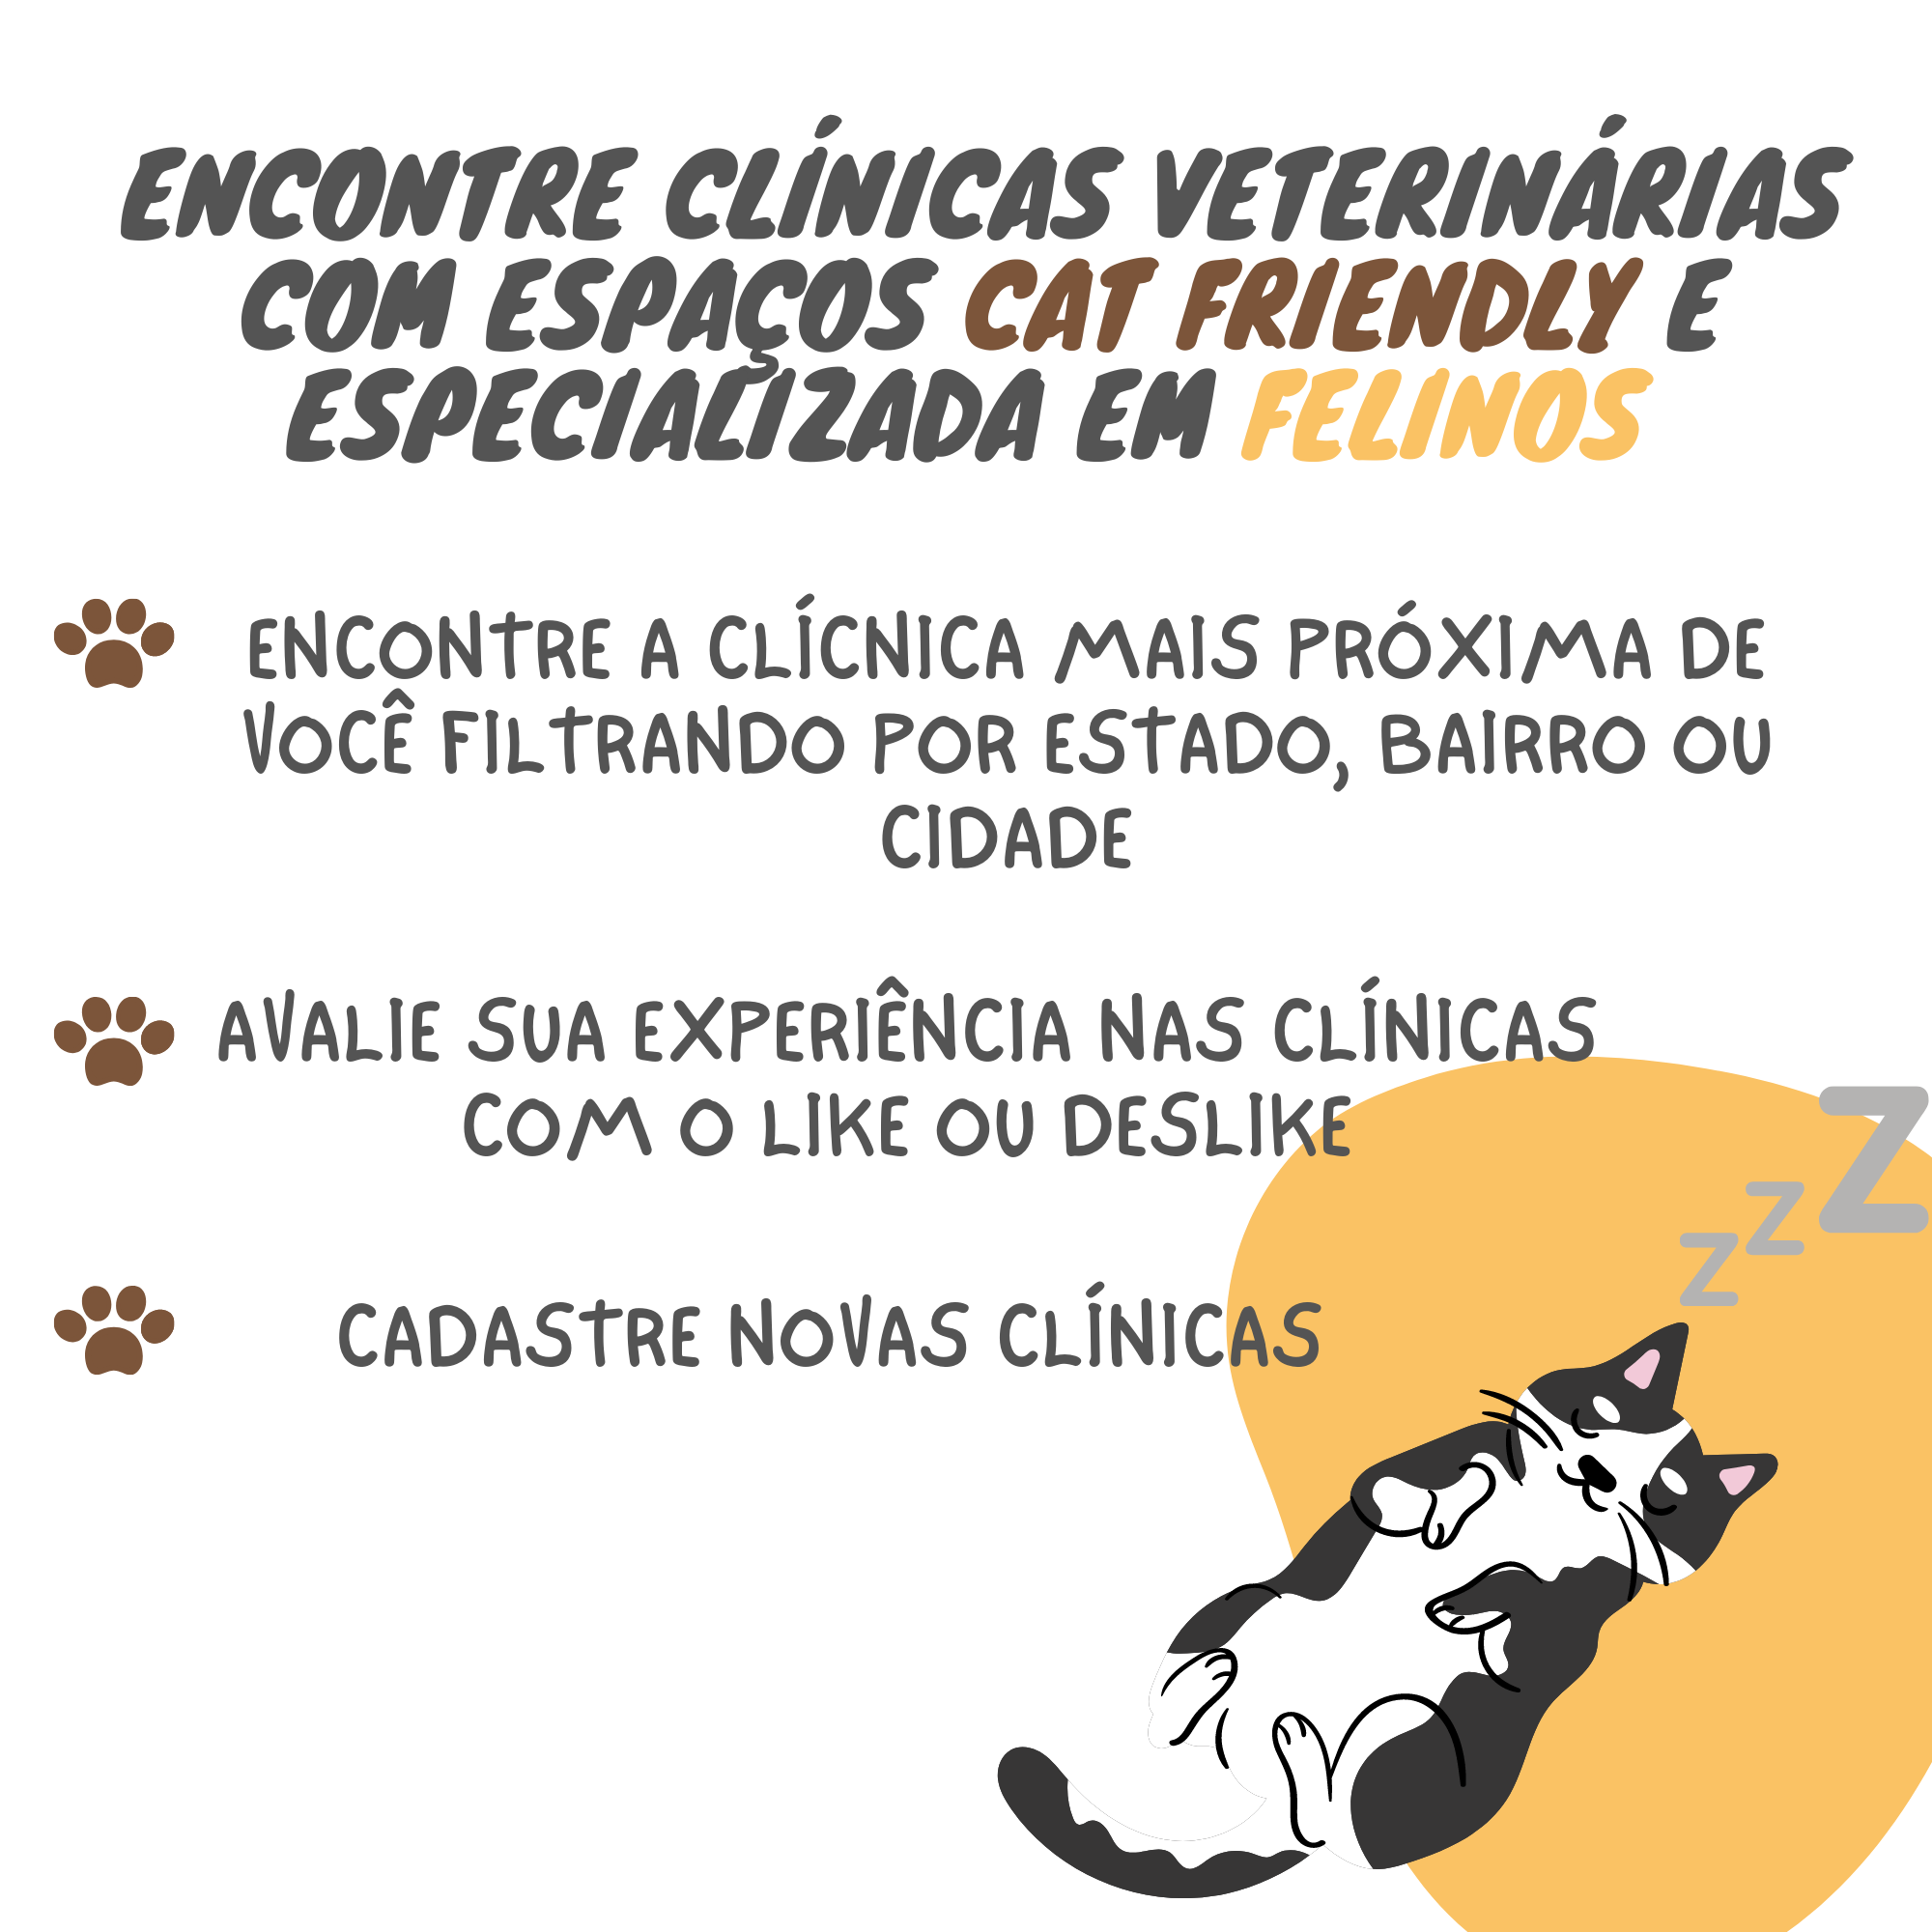 ENCONTRE CLÍNICAS VETERINÁRIAS
COM ESPAÇOS CAT FRIENDLY E
ESPECIALIZADA EM FELINOS
ENCONTRE A CLÍCNICA MAIS PRÓXIMA DE
VOCÊ FILTRANDO POR ESTADO, BAIRRO OU
CIDADE
AVALIE SUA EXPERIÊNCIA NAS CLÍNICAS
COM O LIKE OU DESLIKE
CADASTRE NOVAS CLÍNICAS
Z
Z
Z